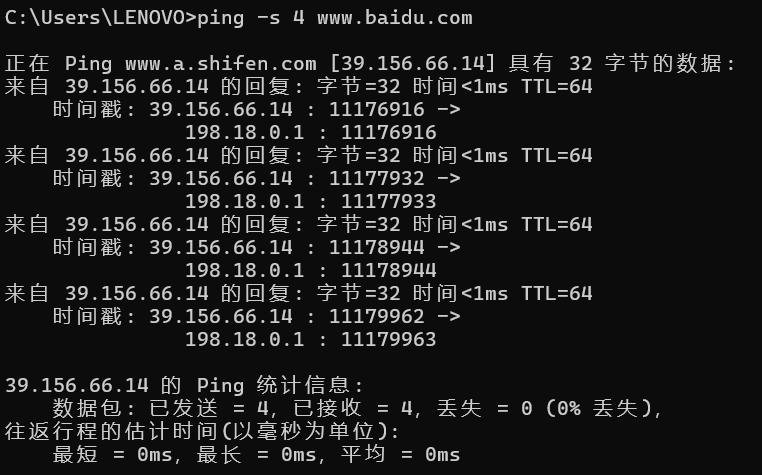 C:\Users\LENOVO>ping -s 4 www.baidu.com
正在 Ping www.a.shifen.com [39.156.66.14] 具有 32 字节的数据:
来自 39.156.66.14 的回复: 字节=32 时间<1ms TTL=64
    时间戳: 39.156.66.14 : 11176916 ->
               198.18.0.1 : 11176916
来自 39.156.66.14 的回复: 字节=32 时间<1ms TTL=64
    时间戳: 39.156.66.14 : 11177932 ->
               198.18.0.1 : 11177933
来自 39.156.66.14 的回复: 字节=32 时间<1ms TTL=64
    时间戳: 39.156.66.14 : 11178944 ->
               198.18.0.1 : 11178944
来自 39.156.66.14 的回复: 字节=32 时间<1ms TTL=64
    时间戳: 39.156.66.14 : 11179962 ->
               198.18.0.1 : 11179963
39.156.66.14 的 Ping 统计信息:
    数据包: 已发送 = 4, 已接收 = 4, 丢失 = 0 (0% 丢失),
往返行程的估计时间(以毫秒为单位):
    最短 = 0ms, 最长 = 0ms, 平均 = 0ms